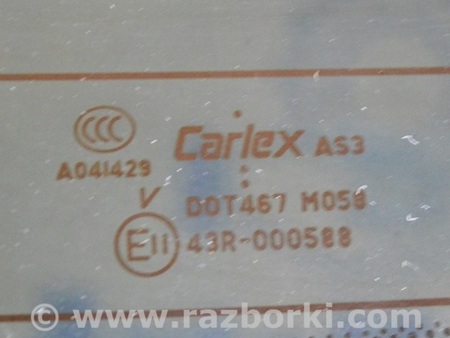 CCC
Carlex AS3
A041429
V
DOT467 M058
E11 43R-000588
© www.razborki.com